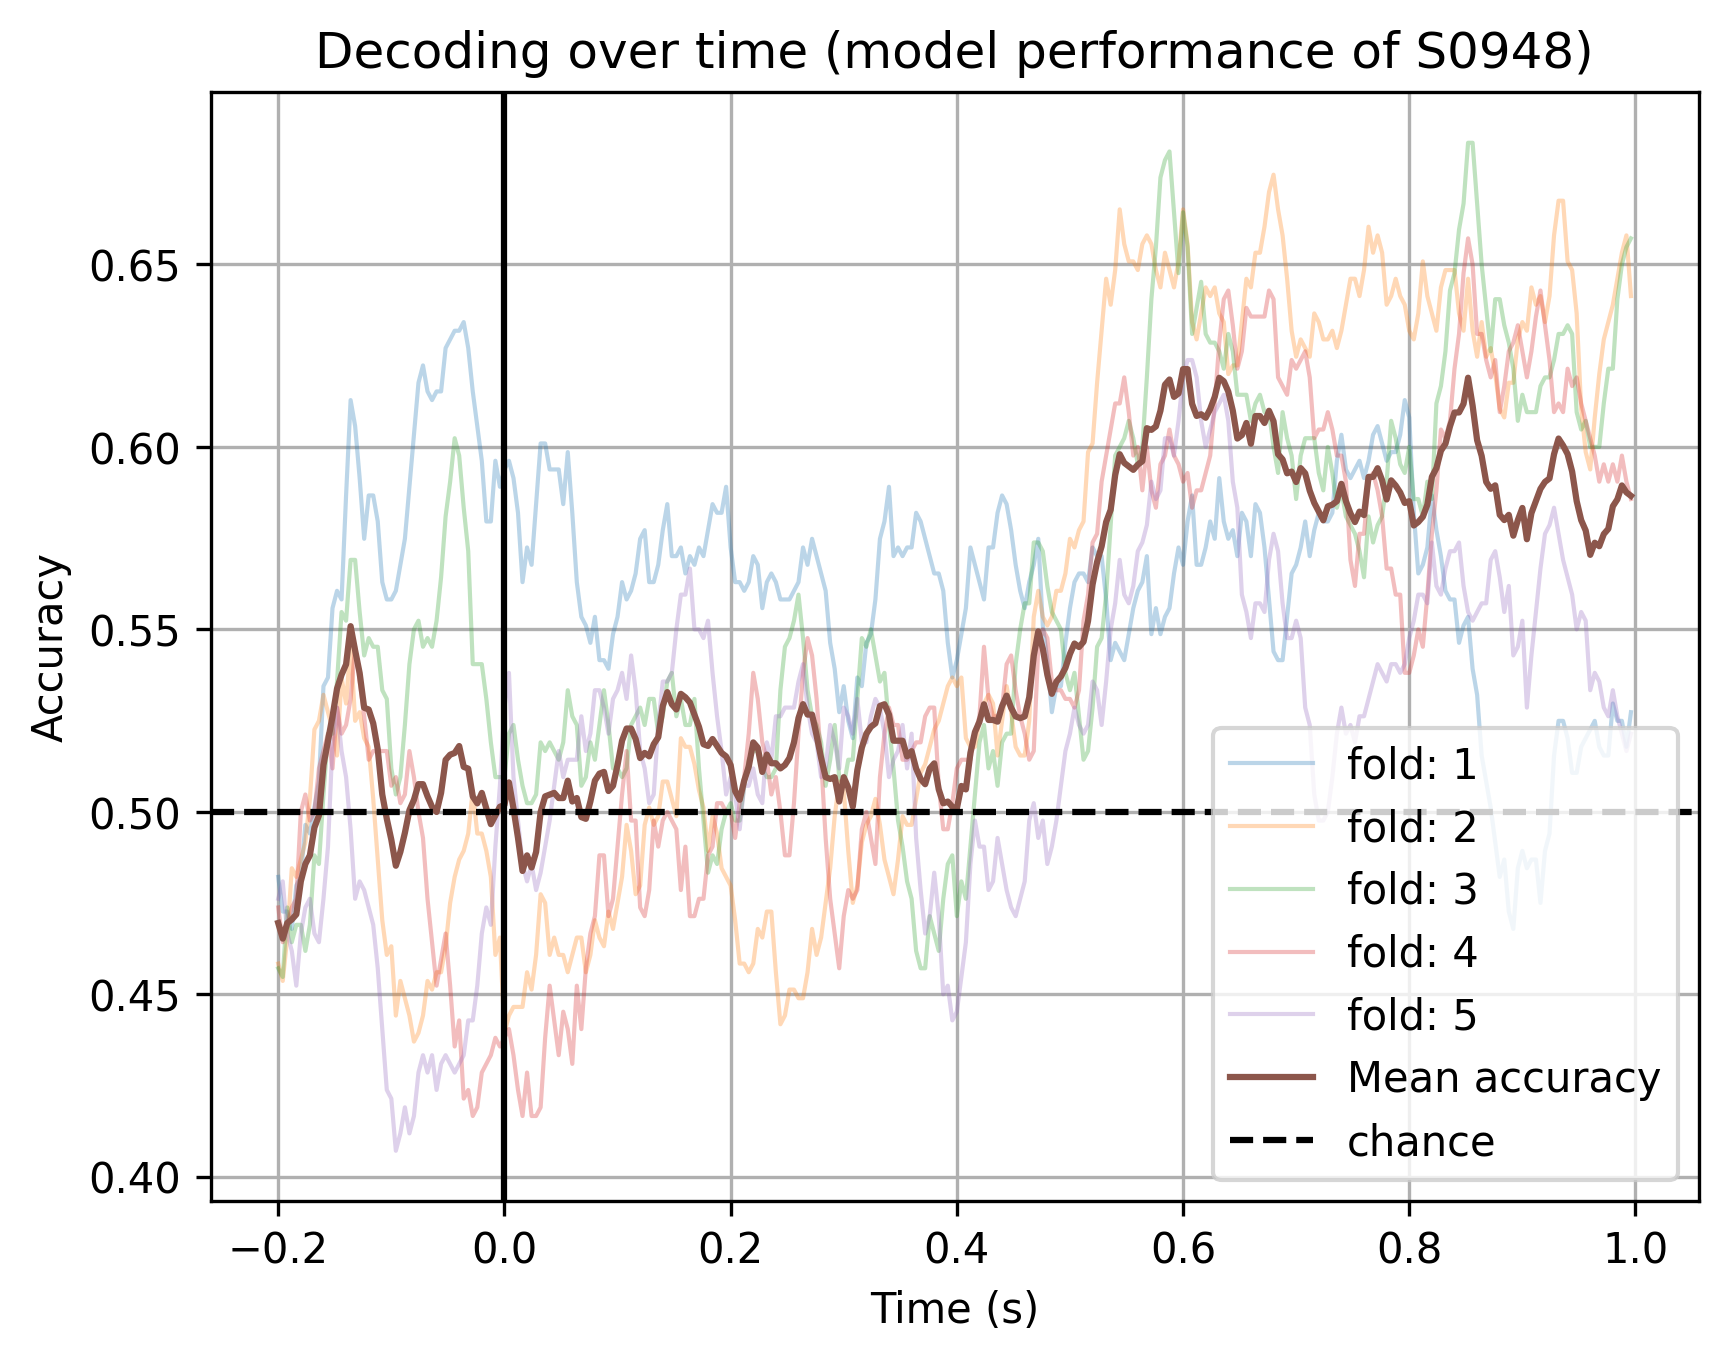 Decoding over time (model performance of S0948)
Accuracy
0.65
0.60
0.55
0.50
0.45
0.40
−0.2
0.0
0.2
0.4
0.6
0.8
1.0
Time (s)
fold: 1
fold: 2
fold: 3
fold: 4
fold: 5
Mean accuracy
chance